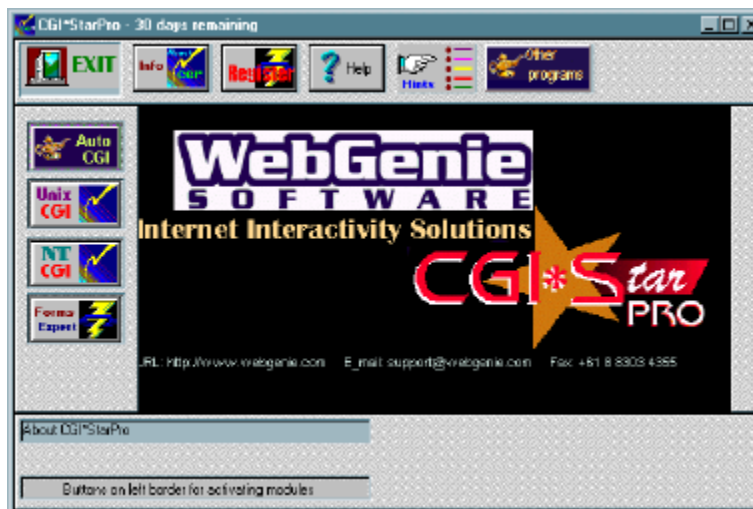 CGI*StarPro - 30 days remaining
EXIT
Info
Register
? Help
Hints
Other
programs
Auto
CGI
Unix
CGI
NT
CGI
Forms
Expert
WebGenie
SOFTWARE
Internet Interactivity Solutions
CGI*Star
PRO
URL: http://www.webgenie.com E_mail: support@webgenie.com Fax: +61 8 8303 4355
About CGI*StarPro
Buttons on left border for activating modules